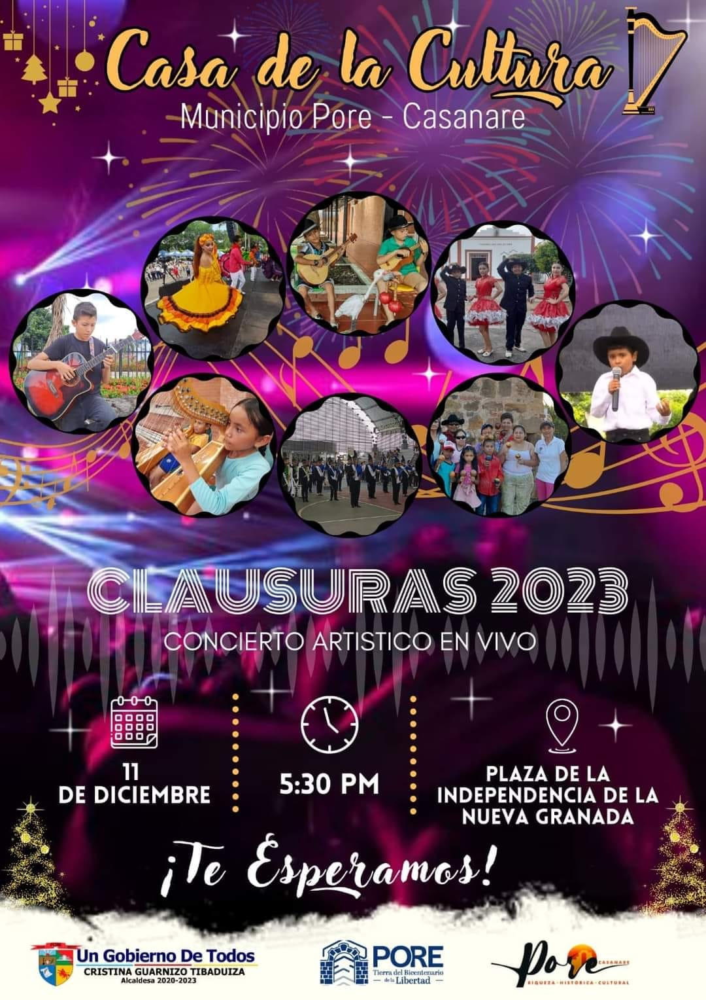 Casa de la Cultura
Municipio Pore - Casanare
CLAUSURAS 2023
CONCIERTO ARTISTICO EN VIVO
11
DE DICIEMBRE
5:30 PM
PLAZA DE LA
INDEPENDENCIA DE LA
NUEVA GRANADA
¡Te Esperamos!
Un Gobierno De Todos
CRISTINA GUARNIZO TIBADUIZA
Alcaldesa 2020-2023
PORE
Tierra del Bicentenario
de la Libertad
Pore
CASANARE
RIQUEZA · HISTÓRICA · CULTURAL